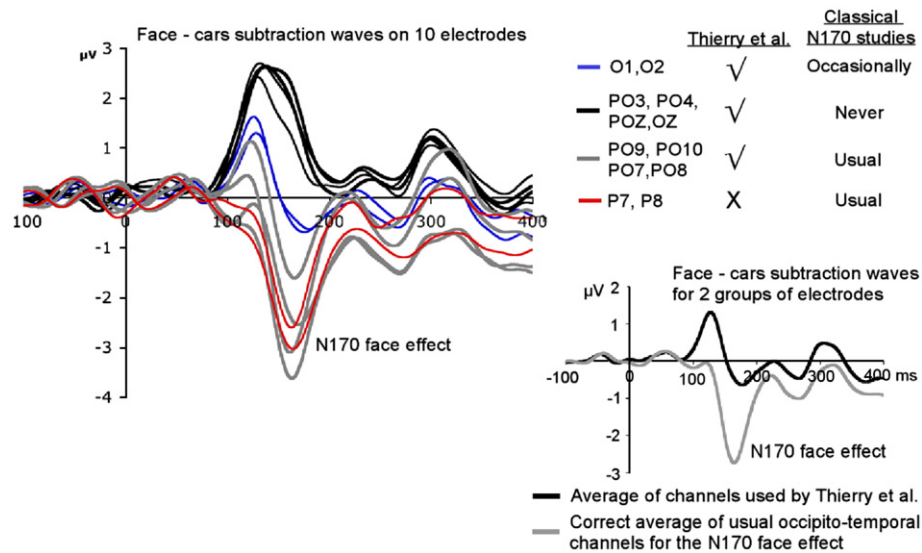 Face - cars subtraction waves on 10 electrodes
µV
3
2
1
0
-1
-2
-3
-4
100
0
100
200
300
400
N170 face effect
Thierry et al.
Classical
N170 studies
O1,O2
√
Occasionally
PO3, PO4,
POZ,OZ
√
Never
PO9, PO10
PO7,PO8
√
Usual
P7, P8
X
Usual
Face - cars subtraction waves
for 2 groups of electrodes
µV
2
1
0
-1
-2
-3
-100
0
100
200
300
400 ms
N170 face effect
Average of channels used by Thierry et al.
Correct average of usual occipito-temporal
channels for the N170 face effect